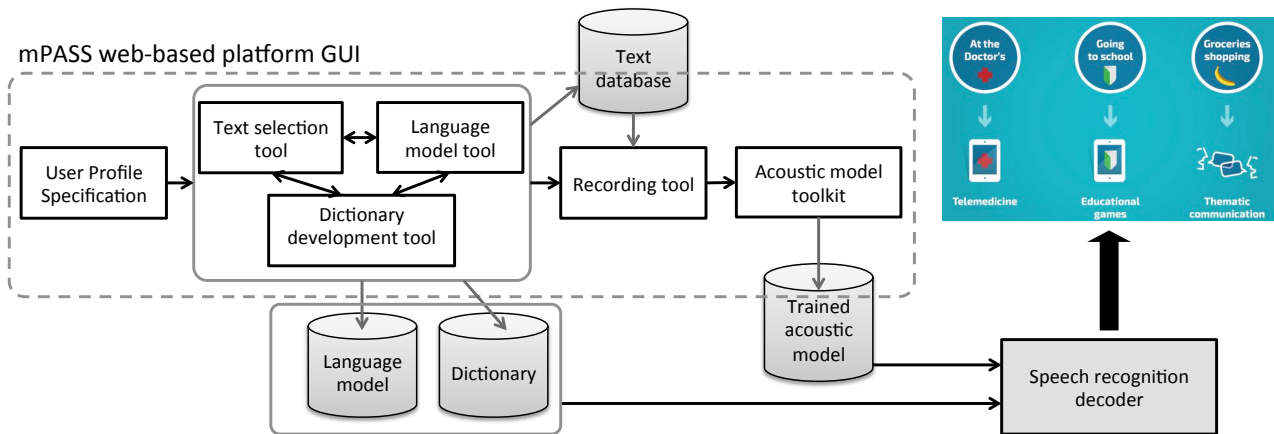 mPASS web-based platform GUI
Text
database
User Profile
Specification
Text selection
tool
Language
model tool
Dictionary
development tool
Recording tool
Acoustic model
toolkit
Language
model
Dictionary
Trained
acoustic
model
Speech recognition
decoder
At the
Doctor's
Going
to school
Groceries
shopping
Telemedicine
Educational
games
Thematic
communication